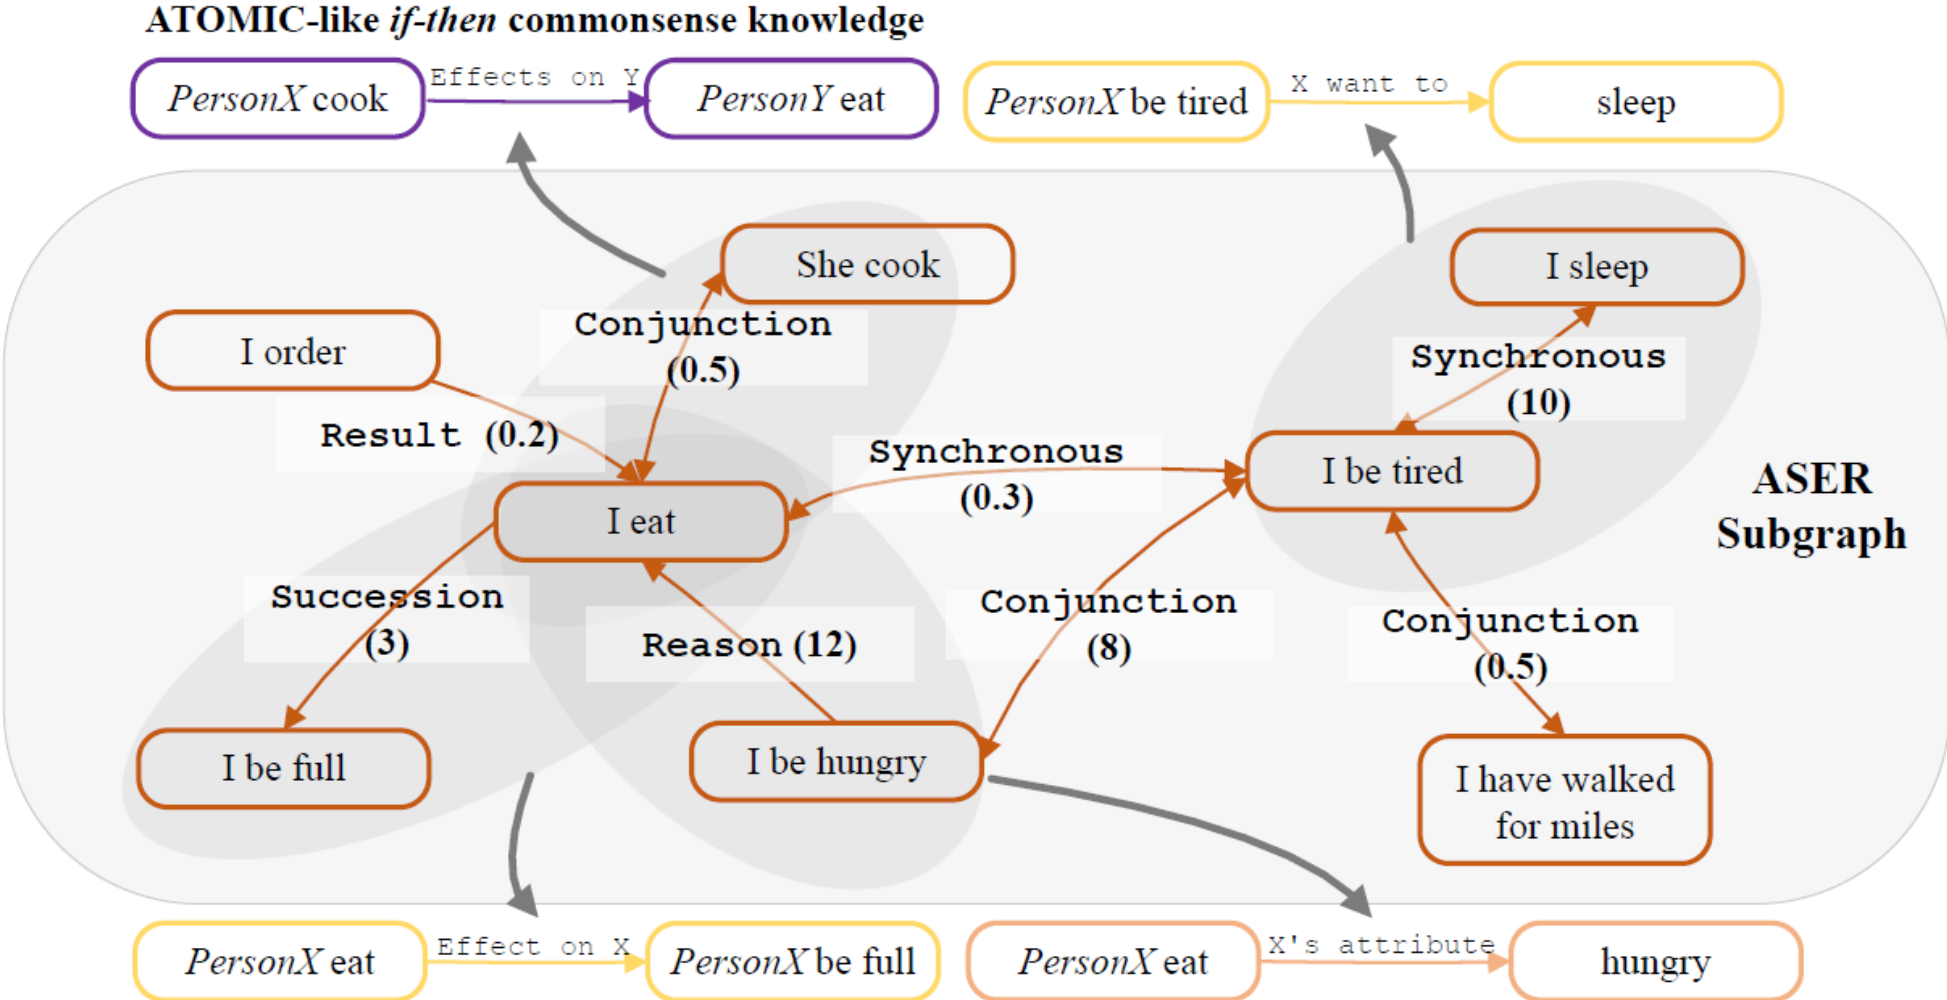 ATOMIC-like if-then commonsense knowledge
PersonX cook
Effects on Y
PersonY eat
PersonX be tired
X want to
sleep
She cook
I sleep
I order
Conjunction
(0.5)
Synchronous
(10)
Result (0.2)
Synchronous
(0.3)
I be tired
ASER
Subgraph
I eat
Succession
(3)
Reason (12)
Conjunction
(8)
Conjunction
(0.5)
I be full
I be hungry
I have walked
for miles
PersonX eat
Effect on X
PersonX be full
PersonX eat
X's attribute
hungry